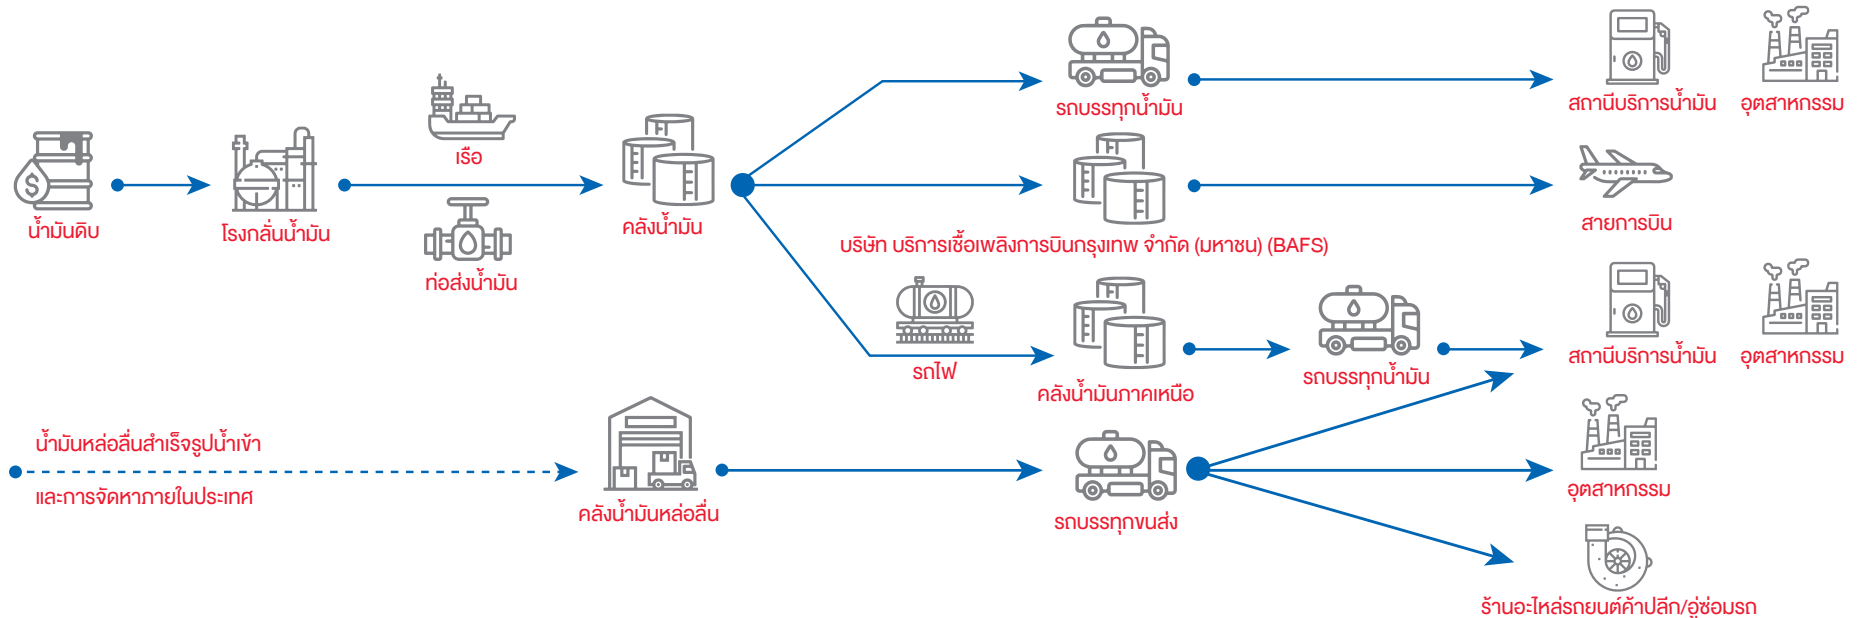 สถานีบริการน้ำมัน
อุตสาหกรรม
รถบรรทุกน้ำมัน
เรือ
น้ำมันดิบ
โรงกลั่นน้ำมัน
คลังน้ำมัน
สายการบิน
บริษัท บริการเชื้อเพลิงการบินกรุงเทพ จำกัด (มหาชน) (BAFS)
ท่อส่งน้ำมัน
$
รถไฟ
คลังน้ำมันภาคเหนือ
รถบรรทุกน้ำมัน
สถานีบริการน้ำมัน
อุตสาหกรรม
น้ำมันหล่อลื่นสำเร็จรูปน้ำเข้า
และการจัดหาภายในประเทศ
คลังน้ำมันหล่อลื่น
รถบรรทุกขนส่ง
อุตสาหกรรม
ร้านอะไหล่รถยนต์ค้าปลีก/อู่ซ่อมรถ